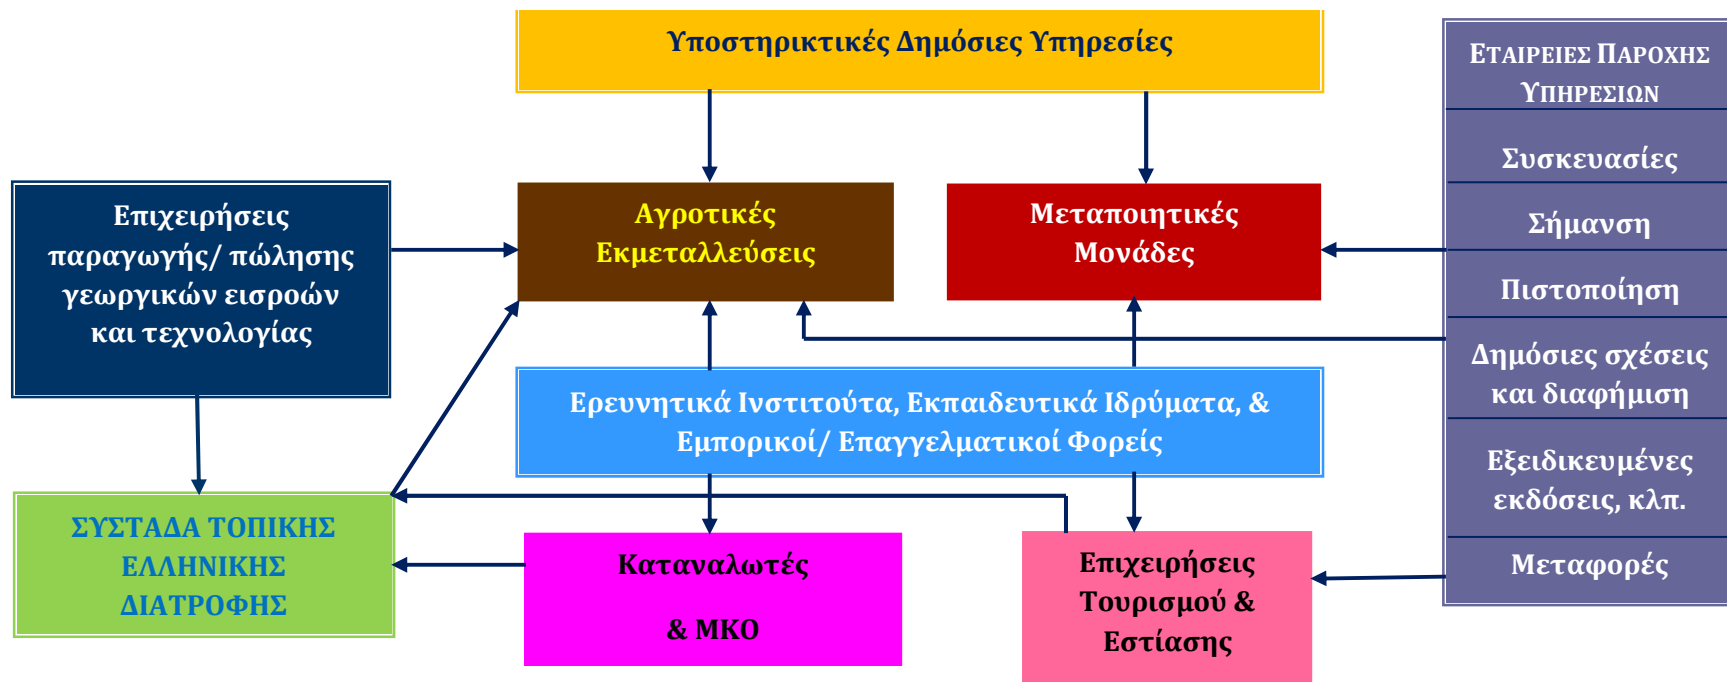 Υποστηρικτικές Δημόσιες Υπηρεσίες
ΕΤΑΙΡΕΙΕΣ ΠΑΡΟΧΗΣ
ΥΠΗΡΕΣΙΩΝ
Συσκευασίες
Σήμανση
Πιστοποίηση
Δημόσιες σχέσεις
και διαφήμιση
Εξειδικευμένες
εκδόσεις, κλπ.
Μεταφορές
Επιχειρήσεις
παραγωγής/ πώλησης
γεωργικών εισροών
και τεχνολογίας
Αγροτικές
Εκμεταλλεύσεις
Μεταποιητικές
Μονάδες
Ερευνητικά Ινστιτούτα, Εκπαιδευτικά Ιδρύματα, &
Εμπορικοί/ Επαγγελματικοί Φορείς
ΣΥΣΤΑΔΑ ΤΟΠΙΚΗΣ
ΕΛΛΗΝΙΚΗΣ
ΔΙΑΤΡΟΦΗΣ
Καταναλωτές
& ΜΚΟ
Επιχειρήσεις
Τουρισμού &
Εστίασης